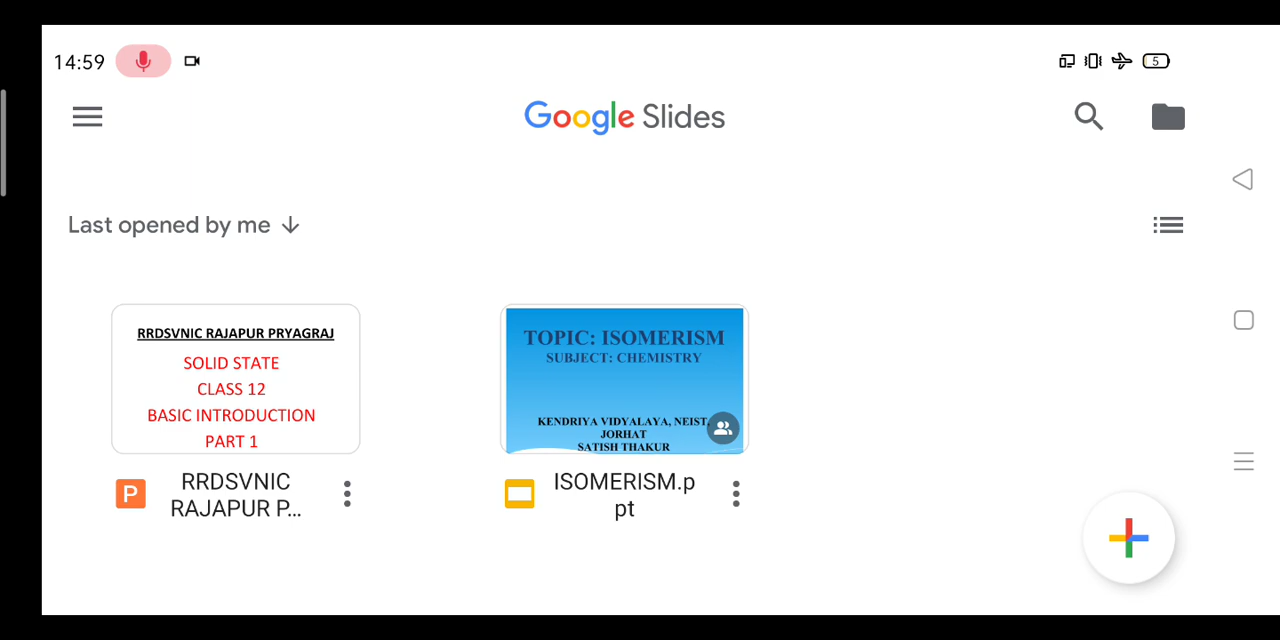 14:59
5
Google Slides
Last opened by me
RRDSVNIC RAJAPUR PRYAGRAJ
SOLID STATE
CLASS 12
BASIC INTRODUCTION
PART 1
TOPIC: ISOMERISM
SUBJECT: CHEMISTRY
KENDRIYA VIDYALAYA, NEIST,
JORHAT
SATISH THAKUR
P
RRDSVNIC
RAJAPUR P...
ISOMERISM.p
pt